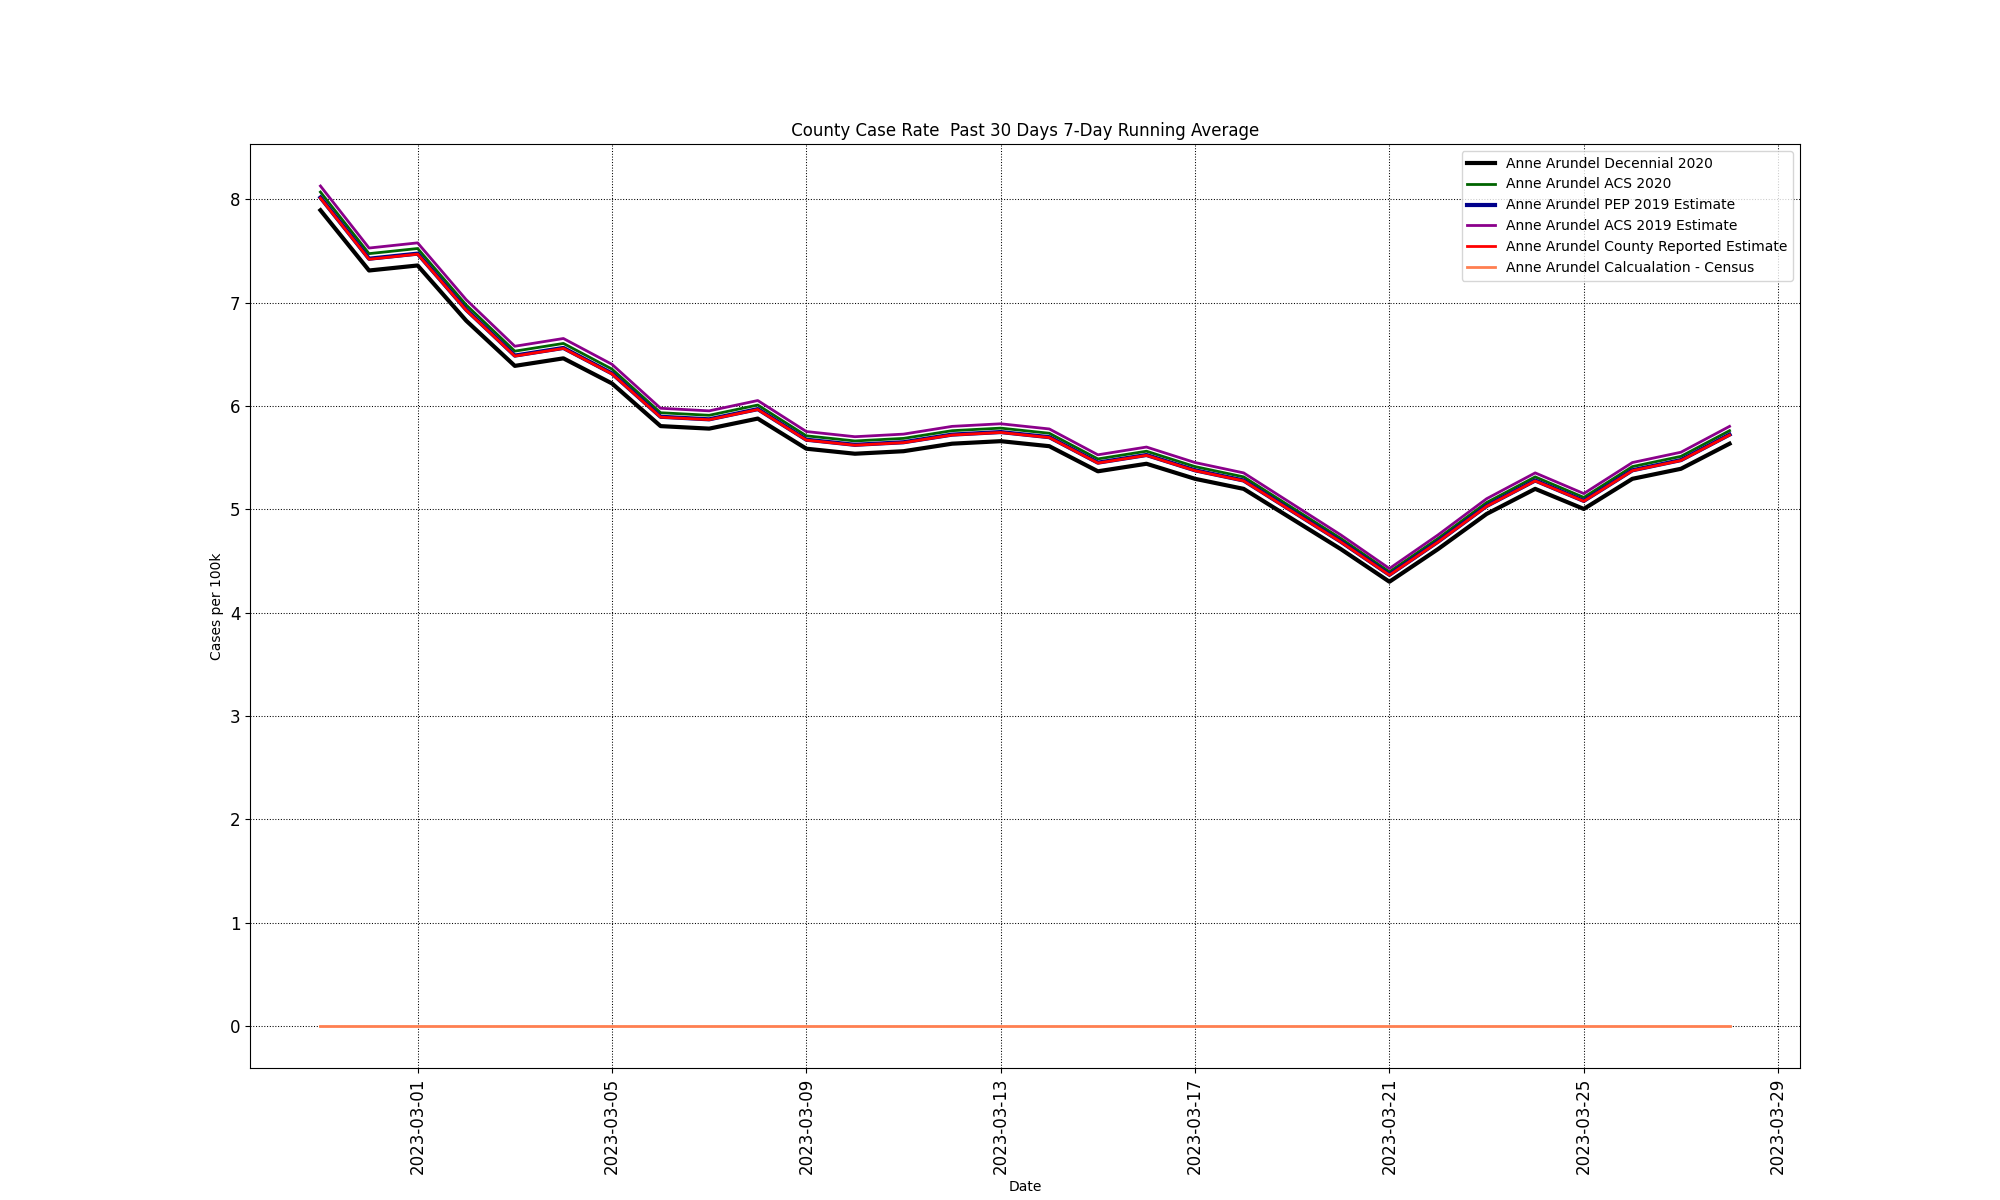 County Case Rate  Past 30 Days 7-Day Running Average
Anne Arundel Decennial 2020
Anne Arundel ACS 2020
Anne Arundel PEP 2019 Estimate
Anne Arundel ACS 2019 Estimate
Anne Arundel County Reported Estimate
Anne Arundel Calcualation - Census
8
7
6
5
4
3
2
1
0
Cases per 100k
2023-03-01
2023-03-05
2023-03-09
2023-03-13
2023-03-17
2023-03-21
2023-03-25
2023-03-29
Date